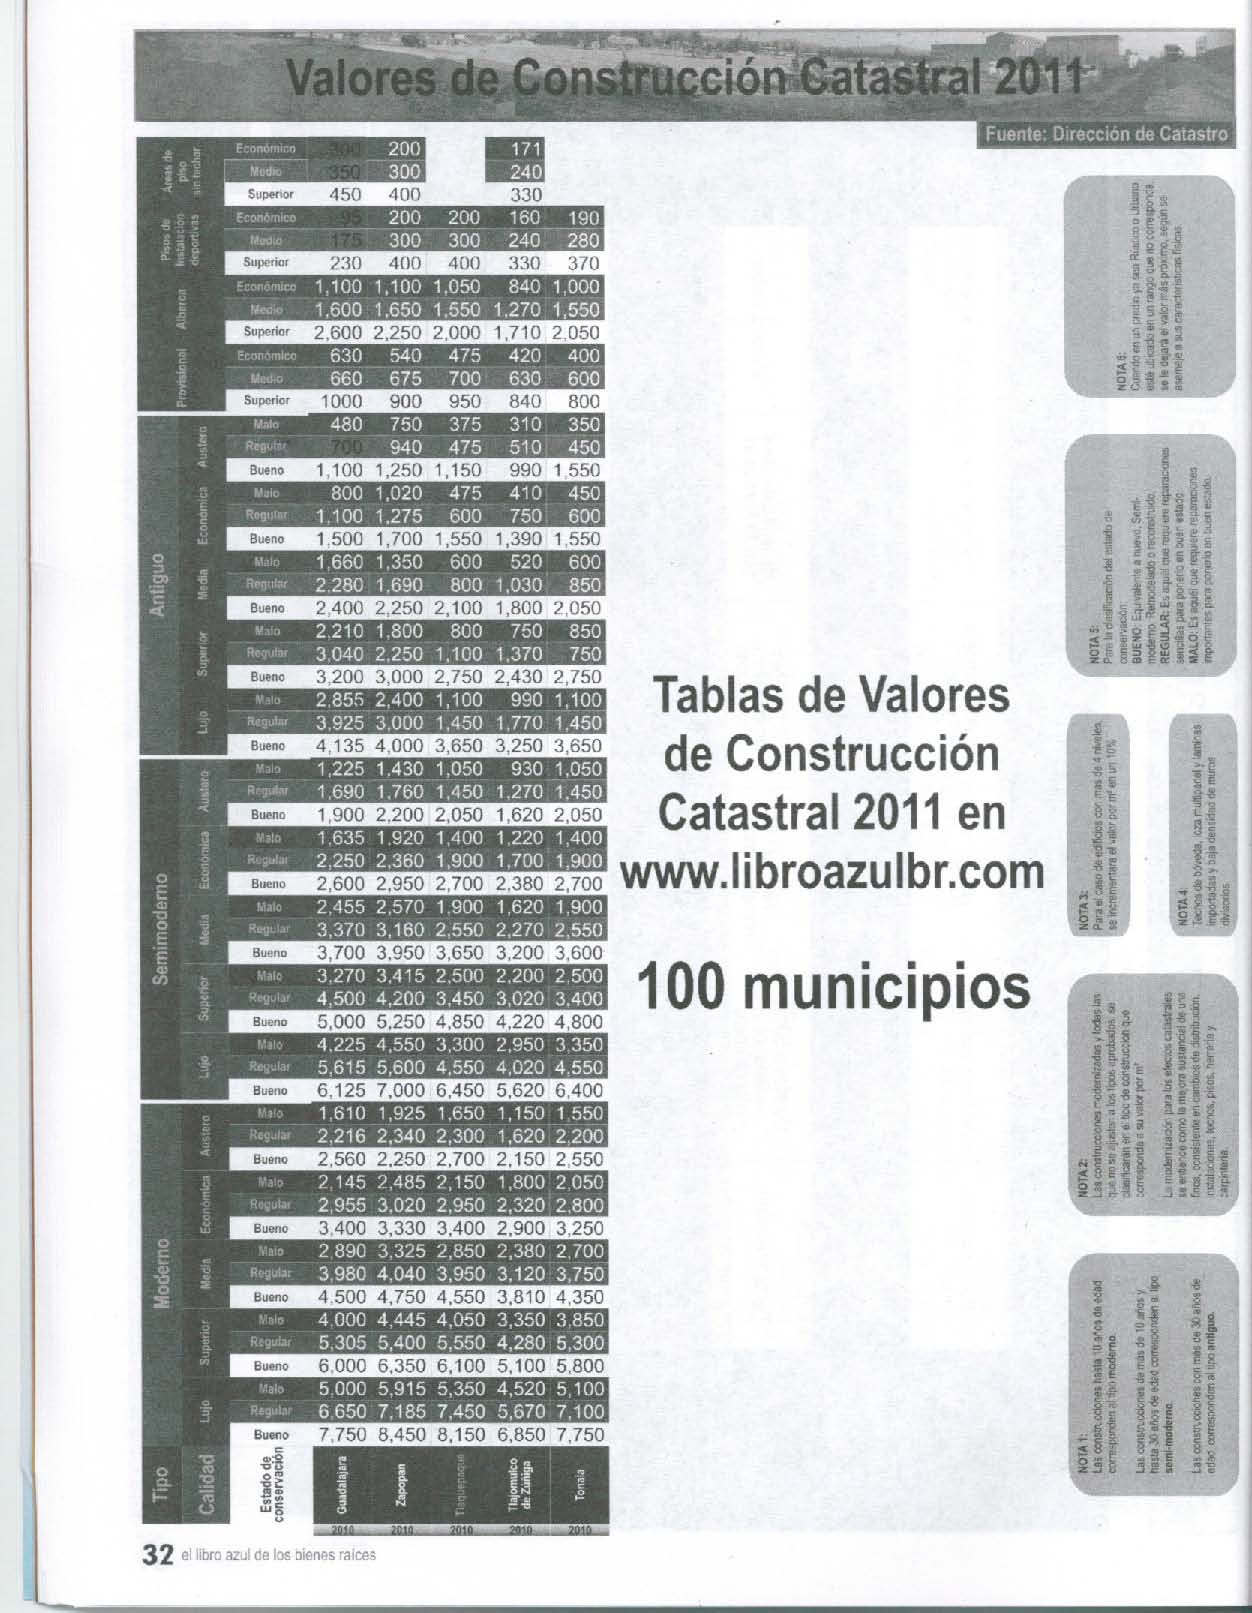 Valores de Construcción Catastral 2011
Fuente: Dirección de Catastro
Áreas de piso sin techar Económico 300 200 171
Medio 350 300 240
Superior 450 400 330
Pisos de Instalación deportivas Económico 95 200 200 160 190
Medio 175 300 300 240 280
Superior 230 400 400 330 370
Alberca Económico 1,100 1,100 1,050 840 1,000
Medio 1,600 1,650 1,550 1,270 1,550
Superior 2,600 2,250 2,000 1,710 2,050
Provisional Económico 630 540 475 420 400
Medio 660 675 700 630 600
Superior 1000 900 950 840 800
Antiguo Austero Malo 480 750 375 310 350
Regular 700 940 475 510 450
Bueno 1,100 1,250 1,150 990 1,550
Económica Malo 800 1,020 475 410 450
Regular 1,100 1,275 600 750 600
Bueno 1,500 1,700 1,550 1,390 1,550
Media Malo 1,660 1,350 600 520 600
Regular 2,280 1,690 800 1,030 850
Bueno 2,400 2,250 2,100 1,800 2,050
Superior Malo 2,210 1,800 800 750 850
Regular 3,040 2,250 1,100 1,370 750
Bueno 3,200 3,000 2,750 2,430 2,750
Lujo Malo 2,855 2,400 1,100 990 1,100
Regular 3,925 3,000 1,450 1,770 1,450
Bueno 4,135 4,000 3,650 3,250 3,650
Semimoderno Austero Malo 1,225 1,430 1,050 930 1,050
Regular 1,690 1,760 1,450 1,270 1,450
Bueno 1,900 2,200 2,050 1,620 2,050
Económica Malo 1,635 1,920 1,400 1,220 1,400
Regular 2,250 2,360 1,900 1,700 1,900
Bueno 2,600 2,950 2,700 2,380 2,700
Media Malo 2,455 2,570 1,900 1,620 1,900
Regular 3,370 3,160 2,550 2,270 2,550
Bueno 3,700 3,950 3,650 3,200 3,600
Superior Malo 3,270 3,415 2,500 2,200 2,500
Regular 4,500 4,200 3,450 3,020 3,400
Bueno 5,000 5,250 4,850 4,220 4,800
Lujo Malo 4,225 4,550 3,300 2,950 3,350
Regular 5,615 5,600 4,550 4,020 4,550
Bueno 6,125 7,000 6,450 5,620 6,400
Moderno Austero Malo 1,610 1,925 1,650 1,150 1,550
Regular 2,216 2,340 2,300 1,620 2,200
Bueno 2,560 2,250 2,700 2,150 2,550
Económica Malo 2,145 2,485 2,150 1,800 2,050
Regular 2,955 3,020 2,950 2,320 2,800
Bueno 3,400 3,330 3,400 2,900 3,250
Media Malo 2,890 3,325 2,850 2,380 2,700
Regular 3,980 4,040 3,950 3,120 3,750
Bueno 4,500 4,750 4,550 3,810 4,350
Superior Malo 4,000 4,445 4,050 3,350 3,850
Regular 5,305 5,400 5,550 4,280 5,300
Bueno 6,000 6,350 6,100 5,100 5,800
Lujo Malo 5,000 5,915 5,350 4,520 5,100
Regular 6,650 7,185 7,450 5,670 7,100
Bueno 7,750 8,450 8,150 6,850 7,750
Tipo Calidad Estado de conservación Guadalajara Zapopan Tlaquepaque Tlajomulco de Zuñiga Tonala
2010 2010 2010 2010 2010
Tablas de Valores
de Construcción
Catastral 2011 en
www.libroazulbr.com
100 municipios
NOTA 1:
Las construcciones hasta 10 años de edad
corresponden al tipo moderno.
Las construcciones de más de 10 años y
hasta 30 años de edad corresponden al tipo
semi-moderno.
Las construcciones con más de 30 años de
edad corresponden al tipo antiguo.
NOTA 2:
Las construcciones modernizadas y todas las
que no se ajustan a los tipos aprobados, se
clasificarán en el tipo de construcción que
corresponda a su valor por m²
La modernización para los efectos catastrales
se entiende como la mejora sustancial de una
finca, consistente en cambios de distribución,
instalaciones, techos, pisos, herrería y
carpintería.
NOTA 3:
Para el caso de edificios con mas de 4 niveles,
se incrementara el valor por m² en un 10%
NOTA 4:
Techos de bóveda, loza multipanel y laminas
importadas y baja densidad de muros
divisorios.
NOTA 5:
Para la clasificación del estado de
conservación:
BUENO: Equivalente a nuevo, Semi-
moderno, Remodelado o reconstruido.
REGULAR: Es aquél que requiere reparaciones
sencillas para ponerlo en buen estado
MALO: Es aquél que requiere reparaciones
importantes para ponerlo en buen estado.
NOTA 6:
Cuando en un predio ya sea Rústico o Urbano
esté ubicado en un rango que no corresponda,
se le dejará el valor más próximo, según se
asemeje a sus características físicas.
32 el libro azul de los bienes raíces